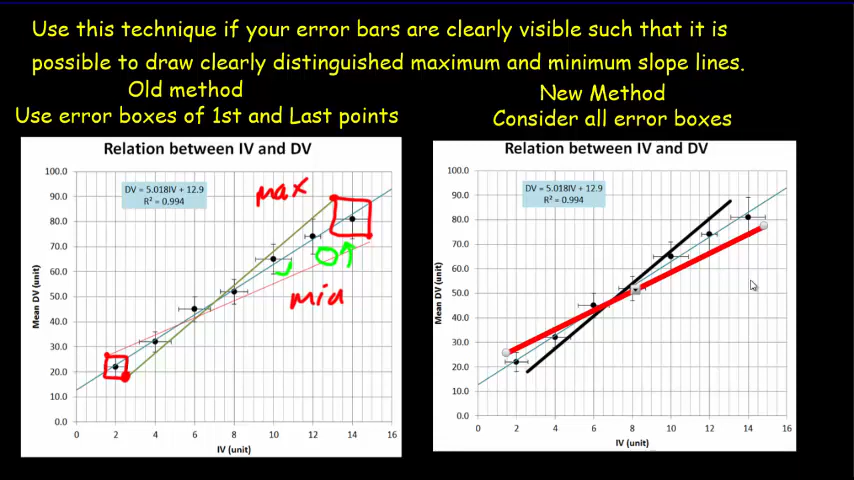 Use this technique if your error bars are clearly visible such that it is
possible to draw clearly distinguished maximum and minimum slope lines.
Old method
Use error boxes of 1st and Last points
New Method
Consider all error boxes
Relation between IV and DV
DV = 5.018IV + 12.9
R² = 0.994
max
min
Mean DV (unit)
100.0
90.0
80.0
70.0
60.0
50.0
40.0
30.0
20.0
10.0
0.0
0 2 4 6 8 10 12 14 16
IV (unit)
Relation between IV and DV
DV = 5.018IV + 12.9
R² = 0.994
Mean DV (unit)
100.0
90.0
80.0
70.0
60.0
50.0
40.0
30.0
20.0
10.0
0.0
0 2 4 6 8 10 12 14 16
IV (unit)